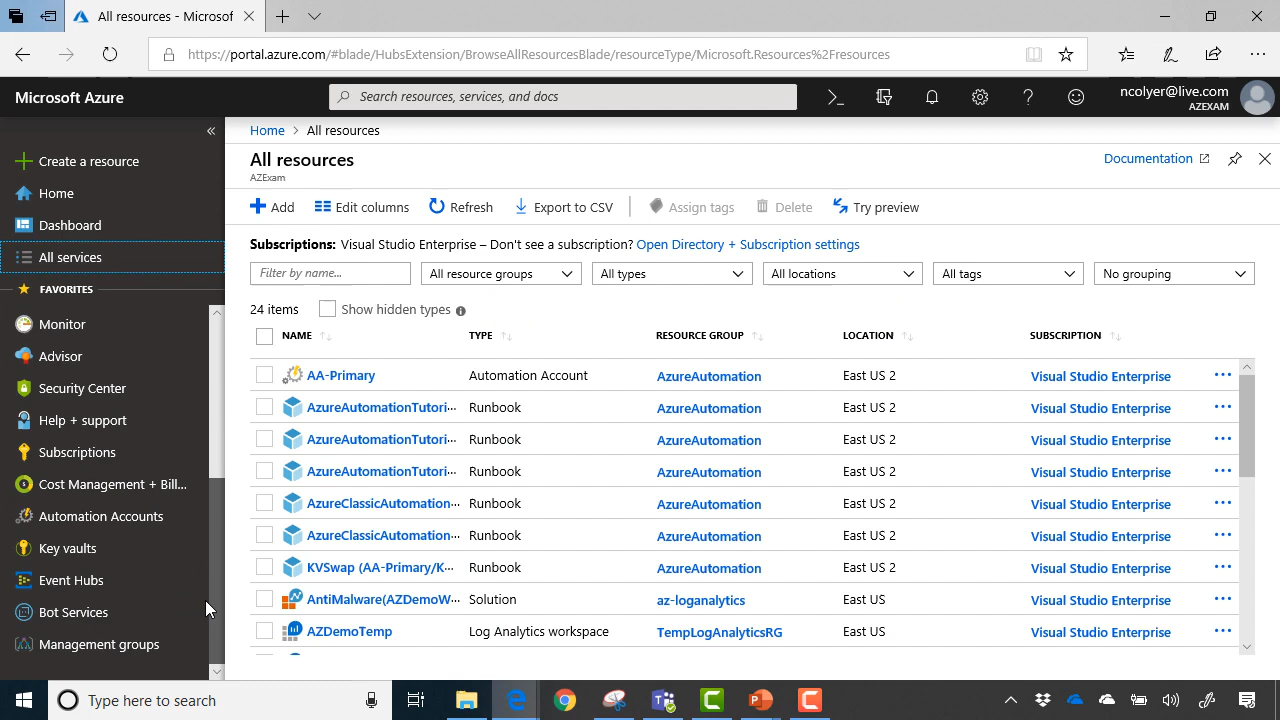 All resources - Microsof
https://portal.azure.com/#blade/HubsExtension/BrowseAllResourcesBlade/resourceType/Microsoft.Resources%2Fresources
Microsoft Azure
Search resources, services, and docs
ncolyer@live.com
AZEXAM
Create a resource
Home
Dashboard
All services
FAVORITES
Monitor
Advisor
Security Center
Help + support
Subscriptions
Cost Management + Bill...
Automation Accounts
Key vaults
Event Hubs
Bot Services
Management groups
Home > All resources
All resources
AZExam
Documentation
Add Edit columns Refresh Export to CSV Assign tags Delete Try preview
Subscriptions: Visual Studio Enterprise – Don't see a subscription? Open Directory + Subscription settings
Filter by name... All resource groups All types All locations All tags No grouping
24 items Show hidden types
NAME TYPE RESOURCE GROUP LOCATION SUBSCRIPTION
AA-Primary Automation Account AzureAutomation East US 2 Visual Studio Enterprise
AzureAutomationTutori... Runbook AzureAutomation East US 2 Visual Studio Enterprise
AzureAutomationTutori... Runbook AzureAutomation East US 2 Visual Studio Enterprise
AzureAutomationTutori... Runbook AzureAutomation East US 2 Visual Studio Enterprise
AzureClassicAutomation... Runbook AzureAutomation East US 2 Visual Studio Enterprise
AzureClassicAutomation... Runbook AzureAutomation East US 2 Visual Studio Enterprise
KVSwap (AA-Primary/K... Runbook AzureAutomation East US 2 Visual Studio Enterprise
AntiMalware(AZDemoW... Solution az-loganalytics East US Visual Studio Enterprise
AZDemoTemp Log Analytics workspace TempLogAnalyticsRG East US Visual Studio Enterprise
Type here to search